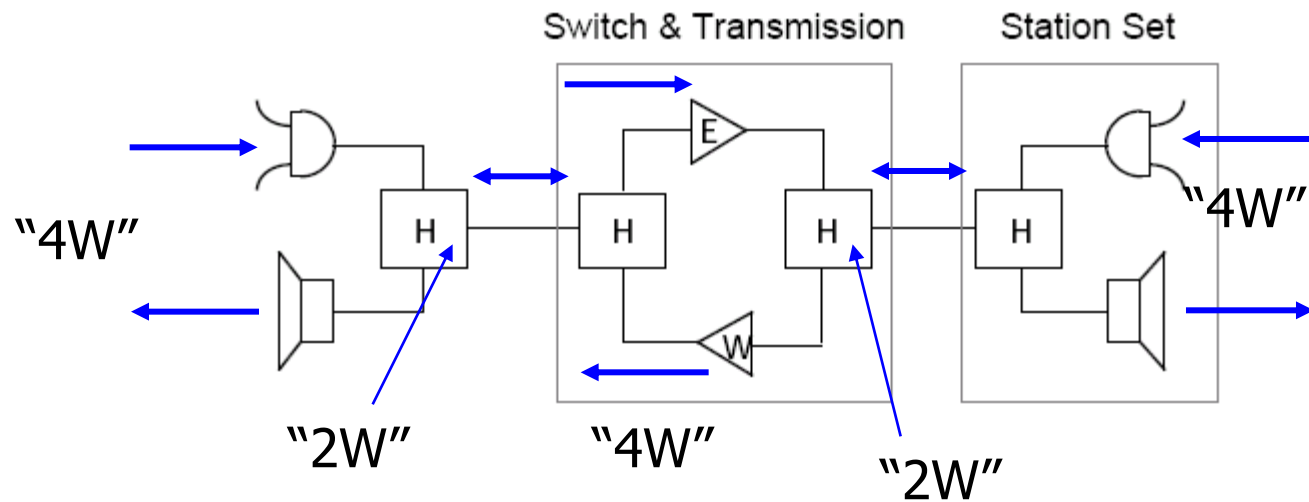 Switch & Transmission
Station Set
E
“4W”
H
H
H
H
“4W”
W
“2W”
“4W”
“2W”